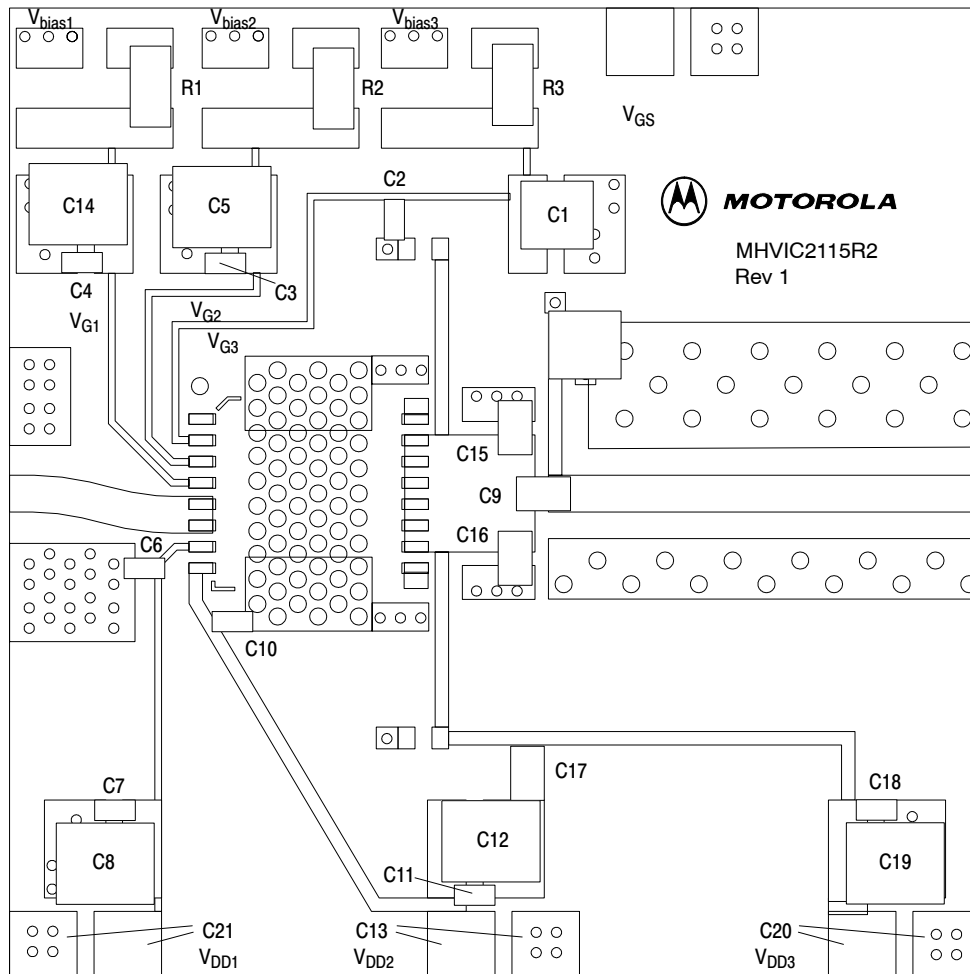 Vbias1 Vbias2 Vbias3
R1 R2 R3
VGS
C2
C14 C5 C1
MOTOROLA
MHVIC2115R2
Rev 1
C4 C3
VG1 VG2
VG3
C15
C9
C16
C6
C10
C7 C17 C18
C8 C12 C19
C11
C21 C13 C20
VDD1 VDD2 VDD3